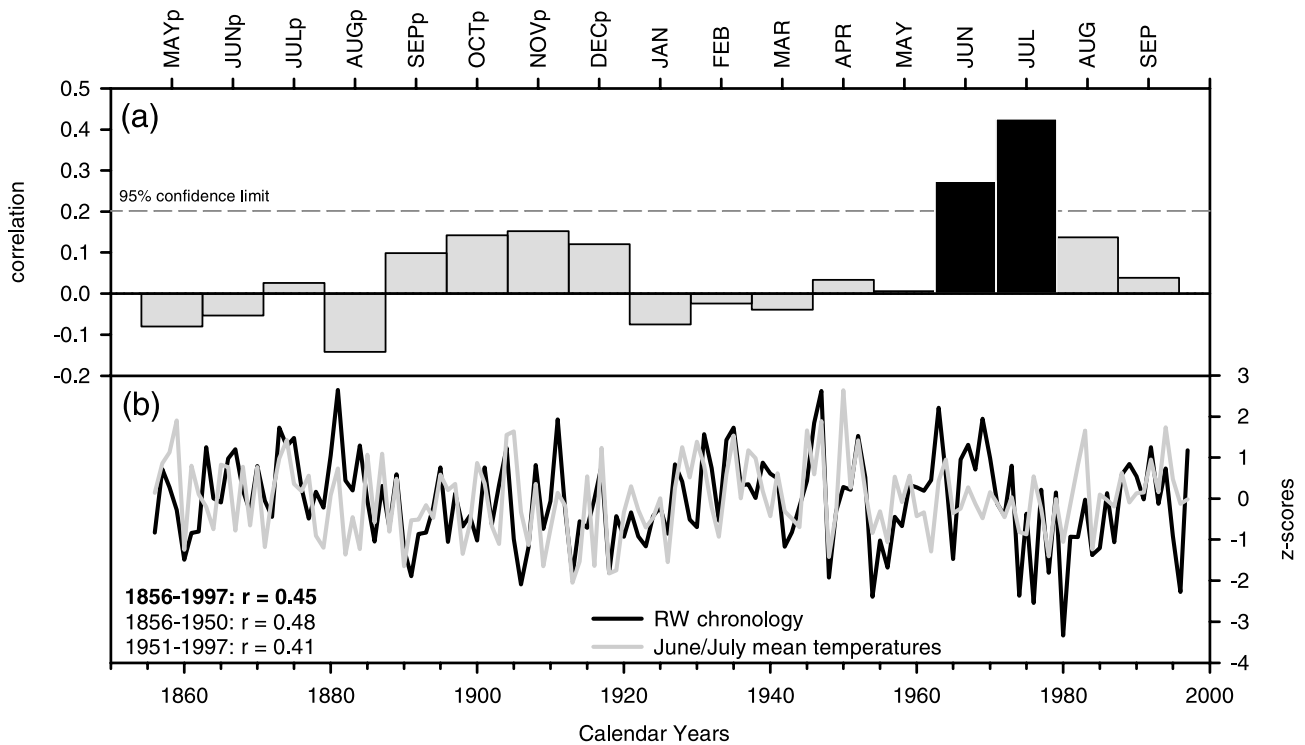 MAYp JUNp JULp AUGp SEPp OCTp NOVp DECp JAN FEB MAR APR MAY JUN JUL AUG SEP
(a)
0.5
0.4
0.3
0.2
0.1
0.0
-0.1
-0.2
correlation
95% confidence limit
(b)
3
2
1
0
-1
-2
-3
-4
z-scores
1856-1997: r = 0.45
1856-1950: r = 0.48
1951-1997: r = 0.41
RW chronology
June/July mean temperatures
1860 1880 1900 1920 1940 1960 1980 2000
Calendar Years